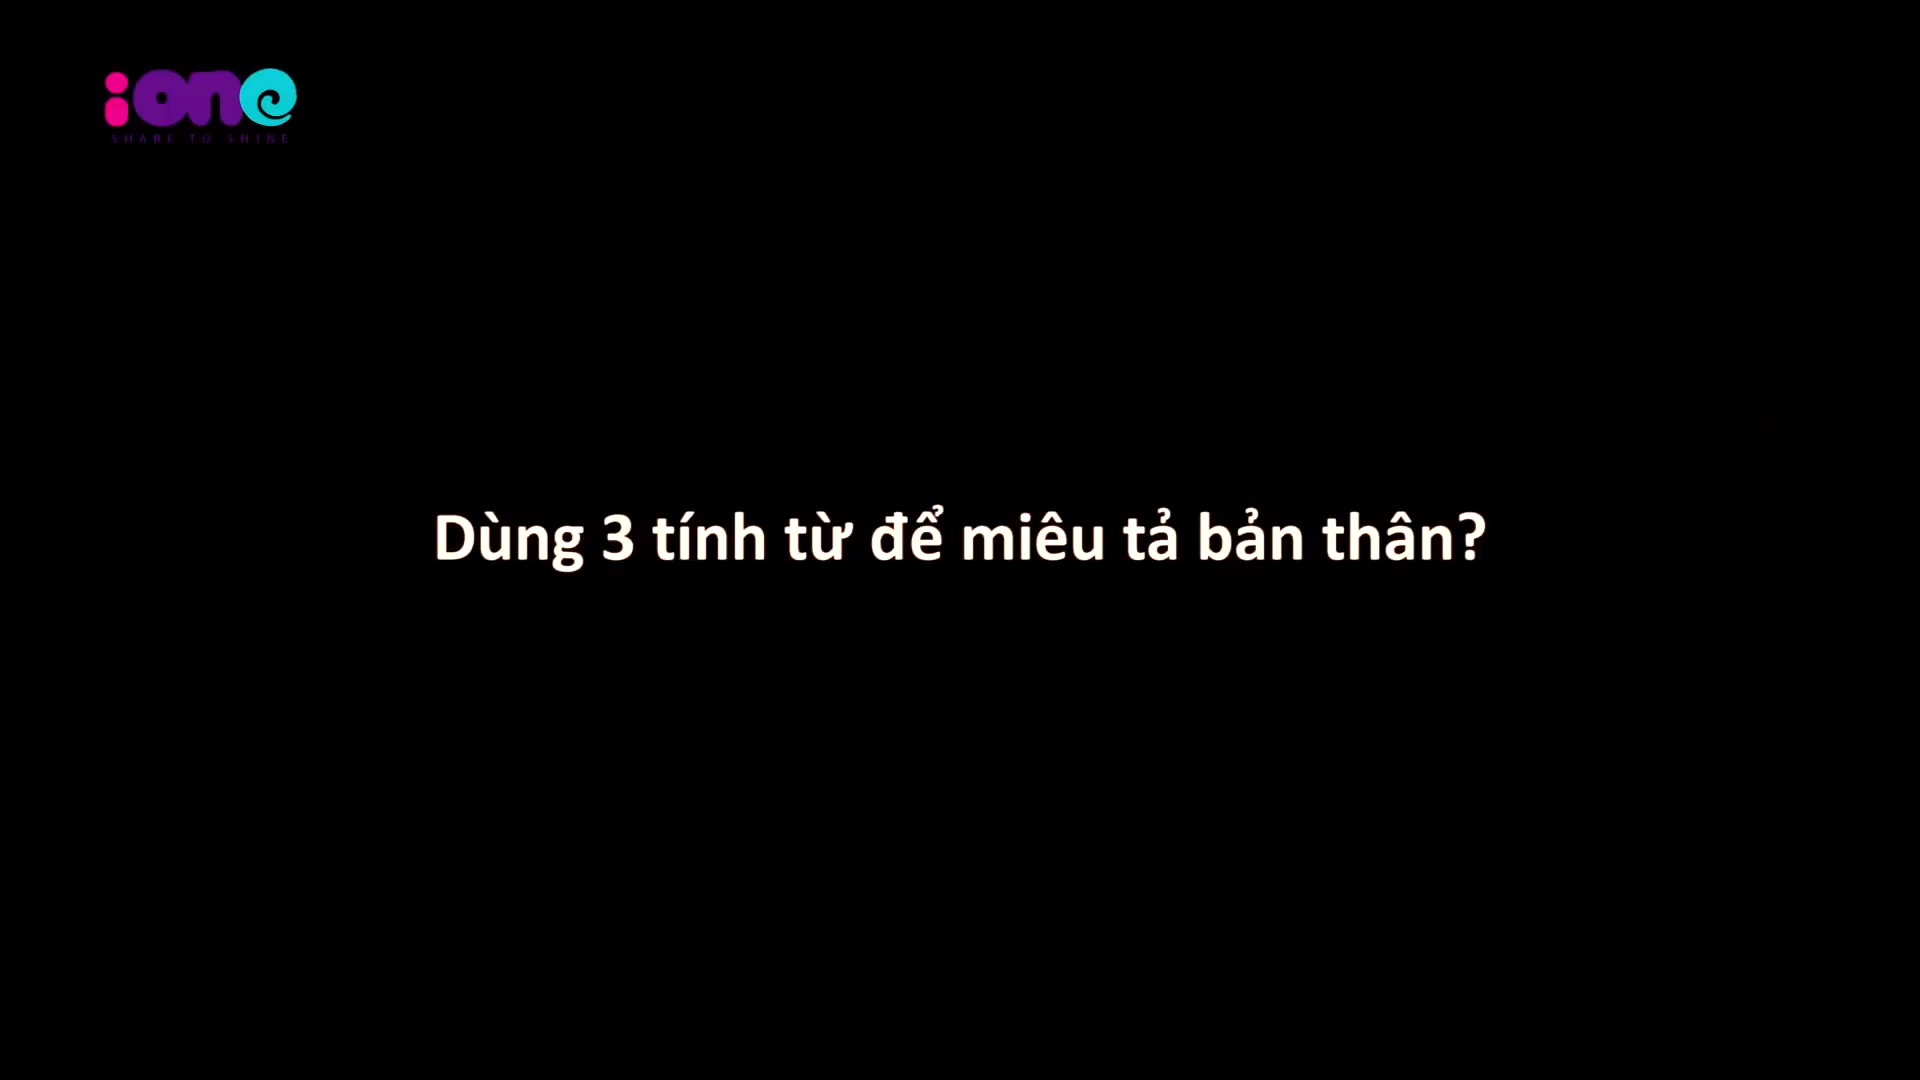 ione
SHARE TO SHINE
Dùng 3 tính từ để miêu tả bản thân?